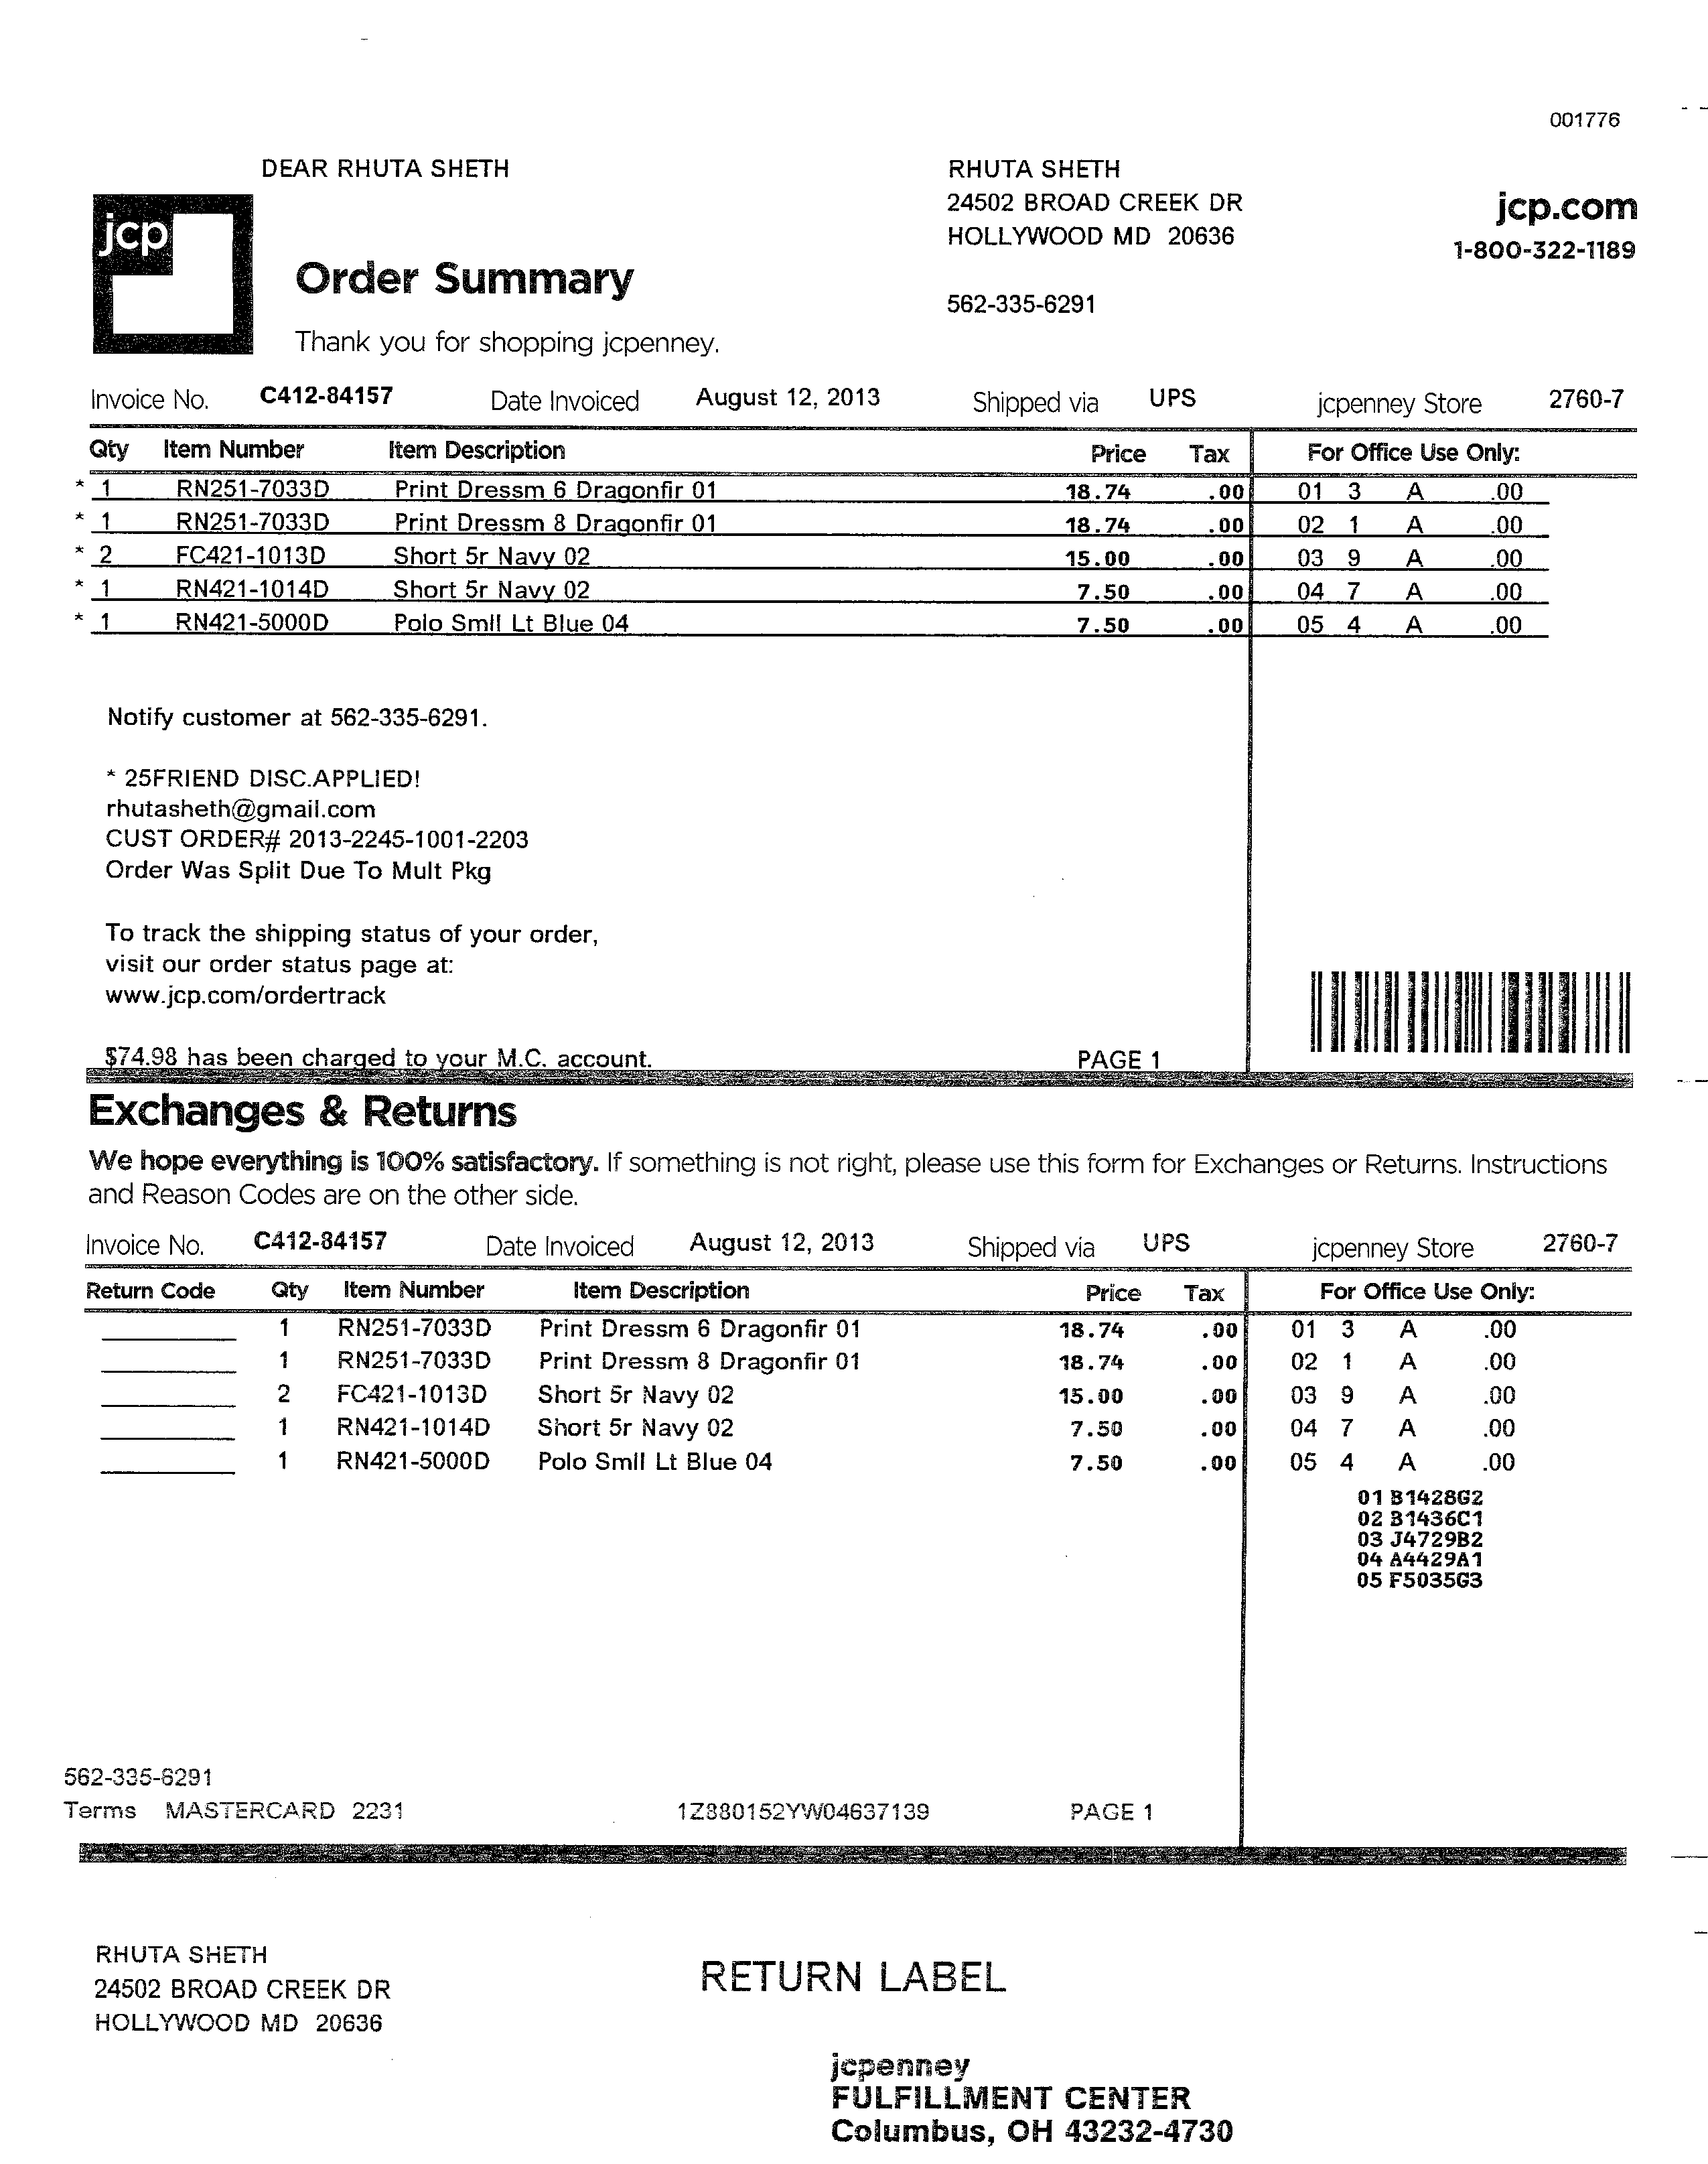 001776
DEAR RHUTA SHETH
RHUTA SHETH
24502 BROAD CREEK DR
HOLLYWOOD MD 20636
562-335-6291
jcp.com
1-800-322-1189
jcp
Order Summary
Thank you for shopping jcpenney.
Invoice No. C412-84157 Date Invoiced August 12, 2013 Shipped via UPS jcpenney Store 2760-7
Qty Item Number Item Description Price Tax For Office Use Only:
* 1 RN251-7033D Print Dressm 6 Dragonfir 01 18.74 .00 01 3 A .00
* 1 RN251-7033D Print Dressm 8 Dragonfir 01 18.74 .00 02 1 A .00
* 2 FC421-1013D Short 5r Navy 02 15.00 .00 03 9 A .00
* 1 RN421-1014D Short 5r Navy 02 7.50 .00 04 7 A .00
* 1 RN421-5000D Polo Smll Lt Blue 04 7.50 .00 05 4 A .00
Notify customer at 562-335-6291.
* 25FRIEND DISC.APPLIED!
rhutasheth@gmail.com
CUST ORDER# 2013-2245-1001-2203
Order Was Split Due To Mult Pkg
To track the shipping status of your order,
visit our order status page at:
www.jcp.com/ordertrack
$74.98 has been charged to your M.C. account. PAGE 1
Exchanges & Returns
We hope everything is 100% satisfactory. If something is not right, please use this form for Exchanges or Returns. Instructions
and Reason Codes are on the other side.
Invoice No. C412-84157 Date Invoiced August 12, 2013 Shipped via UPS jcpenney Store 2760-7
Return Code Qty Item Number Item Description Price Tax For Office Use Only:
1 RN251-7033D Print Dressm 6 Dragonfir 01 18.74 .00 01 3 A .00
1 RN251-7033D Print Dressm 8 Dragonfir 01 18.74 .00 02 1 A .00
2 FC421-1013D Short 5r Navy 02 15.00 .00 03 9 A .00
1 RN421-1014D Short 5r Navy 02 7.50 .00 04 7 A .00
1 RN421-5000D Polo Smll Lt Blue 04 7.50 .00 05 4 A .00
01 B1428G2
02 B1436C1
03 J4729B2
04 A4429A1
05 F5035G3
562-335-6291
Terms MASTERCARD 2231 1Z880152YW04637139 PAGE 1
RHUTA SHETH
24502 BROAD CREEK DR
HOLLYWOOD MD 20636
RETURN LABEL
jcpenney
FULFILLMENT CENTER
Columbus, OH 43232-4730